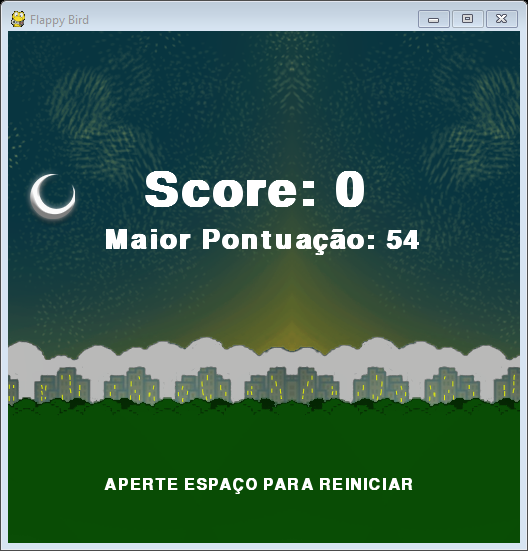 Flappy Bird
Score: 0
Maior Pontuação: 54
APERTE ESPAÇO PARA REINICIAR